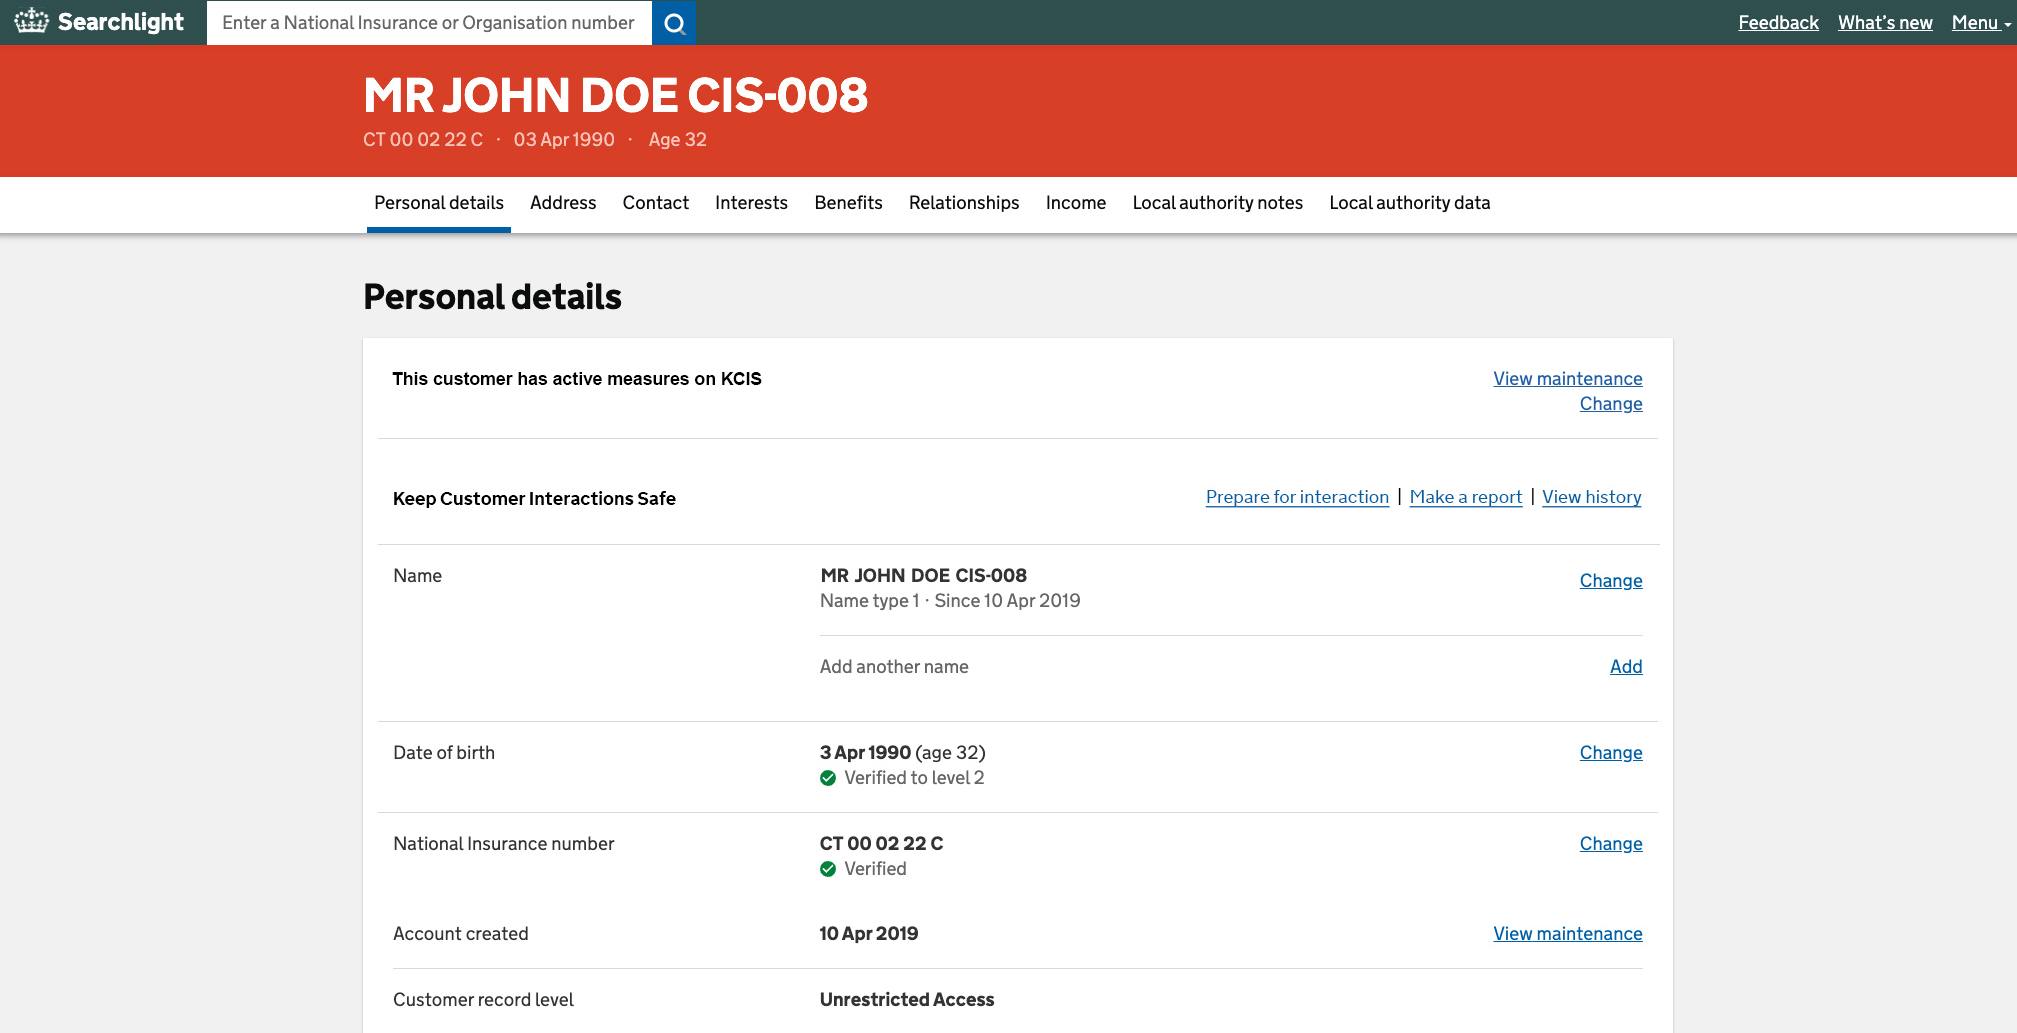 Searchlight
Enter a National Insurance or Organisation number
Feedback What's new Menu
MR JOHN DOE CIS-008
CT 00 02 22 C · 03 Apr 1990 · Age 32
Personal details Address Contact Interests Benefits Relationships Income Local authority notes Local authority data
Personal details
This customer has active measures on KCIS View maintenance
Change
Keep Customer Interactions Safe Prepare for interaction | Make a report | View history
Name MR JOHN DOE CIS-008 Change
Name type 1 · Since 10 Apr 2019
Add another name Add
Date of birth 3 Apr 1990 (age 32) Change
Verified to level 2
National Insurance number CT 00 02 22 C Change
Verified
Account created 10 Apr 2019 View maintenance
Customer record level Unrestricted Access